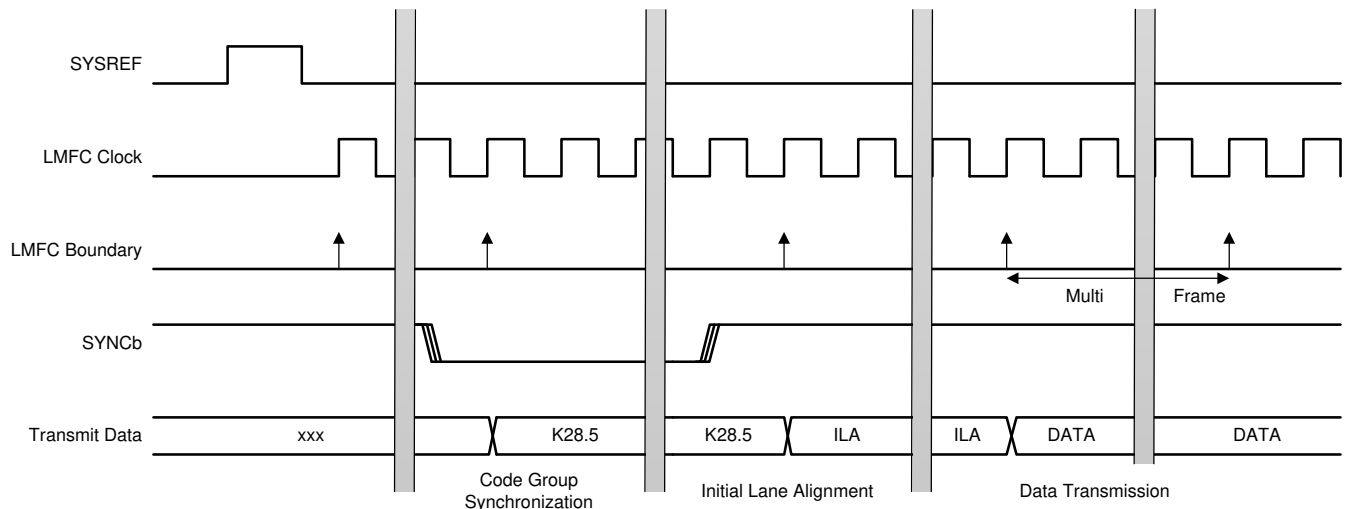 SYSREF
LMFC Clock
LMFC Boundary
Multi Frame
SYNCb
Transmit Data
xxx K28.5 K28.5 ILA ILA DATA DATA
Code Group
Synchronization
Initial Lane Alignment
Data Transmission